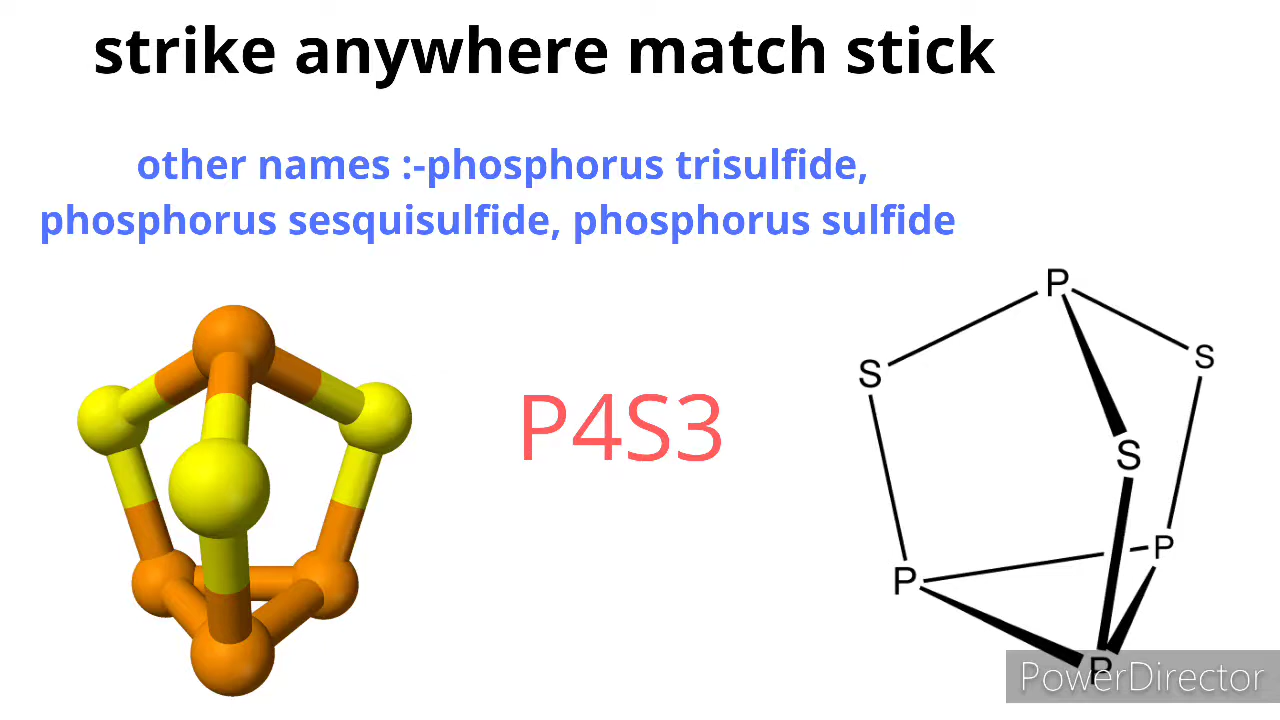 strike anywhere match stick
other names :-phosphorus trisulfide,
phosphorus sesquisulfide, phosphorus sulfide
P
S
S
P4S3
S
P
P
P
PowerDirector